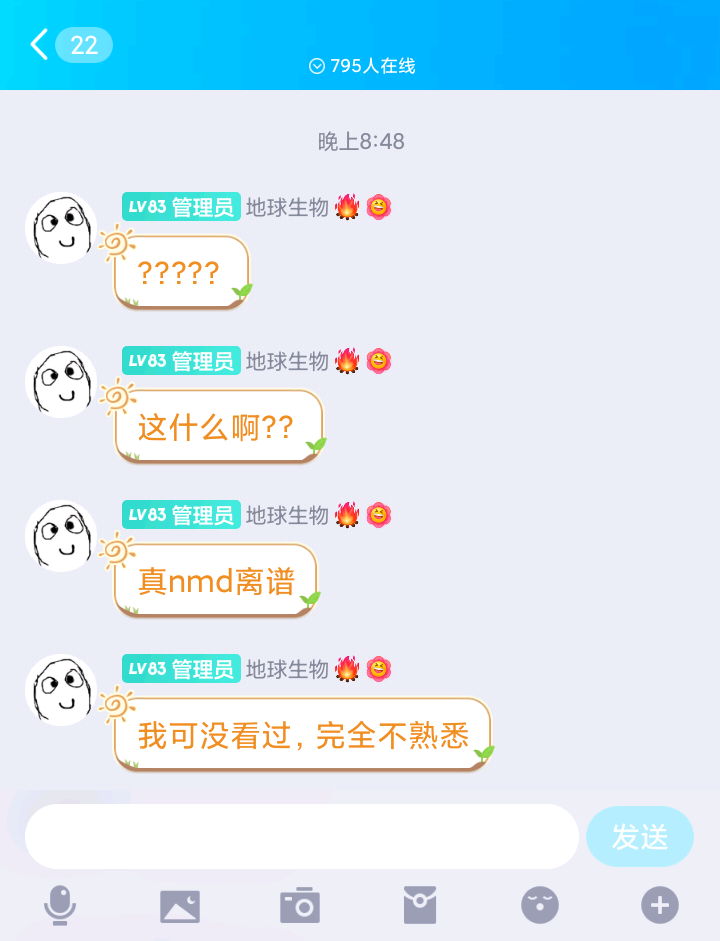 22
795人在线
晚上8:48
LV83 管理员 地球生物
?????
LV83 管理员 地球生物
这什么啊??
LV83 管理员 地球生物
真nmd离谱
LV83 管理员 地球生物
我可没看过，完全不熟悉
发送